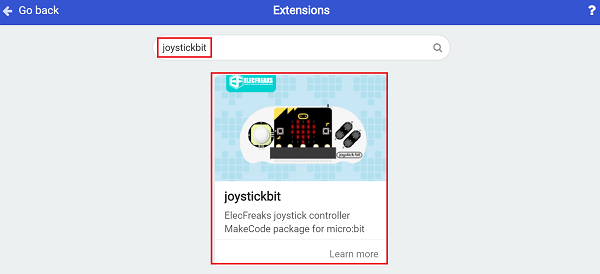 Go back
Extensions
?
joystickbit
ELECFREAKS
joystick:bit
joystickbit
ElecFreaks joystick controller
MakeCode package for micro:bit
Learn more